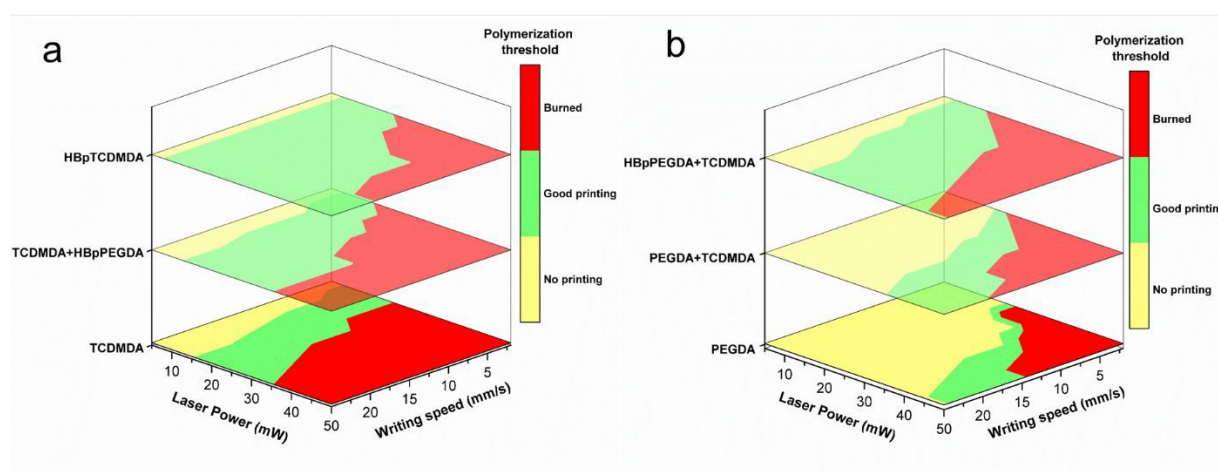 a
Polymerization
threshold
Burned
Good printing
No printing
HBpTCDMDA
TCDMDA+HBpPEGDA
TCDMDA
10
20
30
40
50
Laser Power (mW)
20
15
10
5
Writing speed (mm/s)
b
Polymerization
threshold
Burned
Good printing
No printing
HBpPEGDA+TCDMDA
PEGDA+TCDMDA
PEGDA
10
20
30
40
50
Laser Power (mW)
20
15
10
5
Writing speed (mm/s)